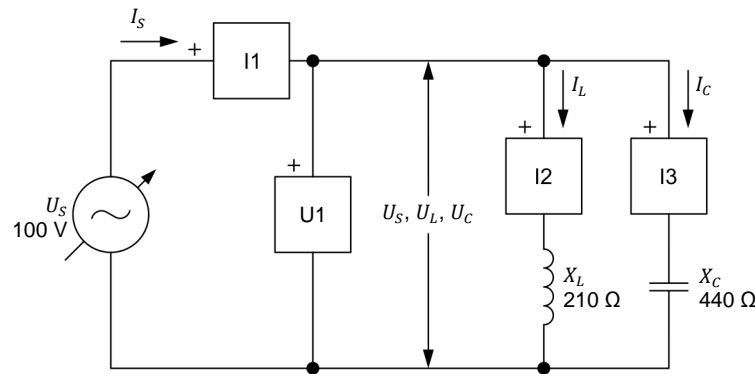 I_S
+
I1
I_L
I_C
+
+
+
I2
I3
U1
U_S
100 V
U_S, U_L, U_C
X_L
210 Ω
X_C
440 Ω